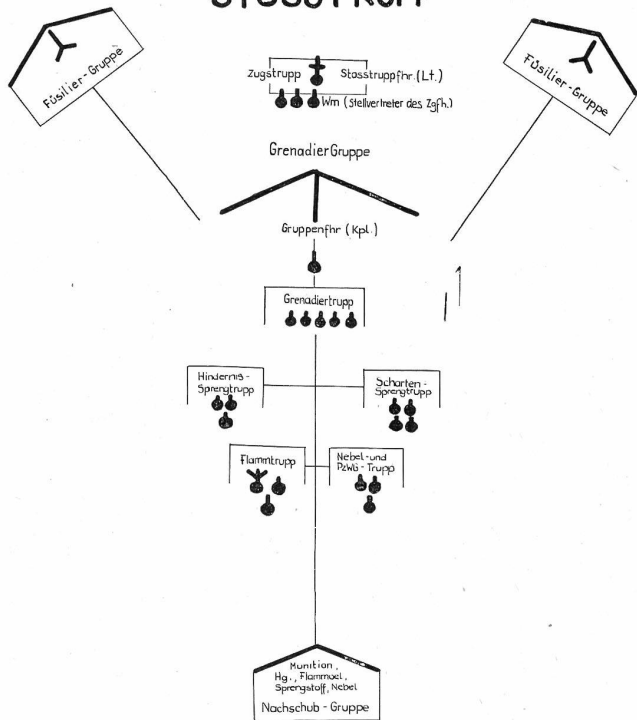 STOSSTRUPP
Füsilier-Gruppe
Füsilier-Gruppe
Zugstrupp Stosstruppfhr. (Lt.)
Wm (Stellvertreter des Zgfh.)
Grenadier Gruppe
Gruppenfhr (Kpl.)
Grenadiertrupp
Hindernis-
Sprengtrupp
Scharten-
Sprengtrupp
Flammtrupp
Nebel-und
PzWG-Trupp
Munition,
Hg., Flammoel,
Sprengstoff, Nebel
Nachschub-Gruppe